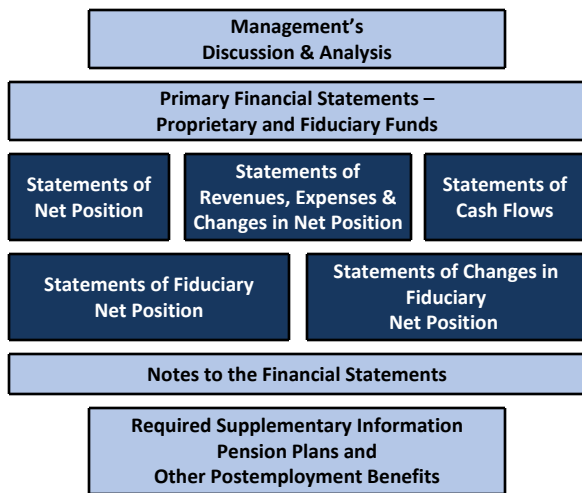 Management’s
Discussion & Analysis
Primary Financial Statements –
Proprietary and Fiduciary Funds
Statements of
Net Position
Statements of
Revenues, Expenses &
Changes in Net Position
Statements of
Cash Flows
Statements of Fiduciary
Net Position
Statements of Changes in
Fiduciary
Net Position
Notes to the Financial Statements
Required Supplementary Information
Pension Plans and
Other Postemployment Benefits